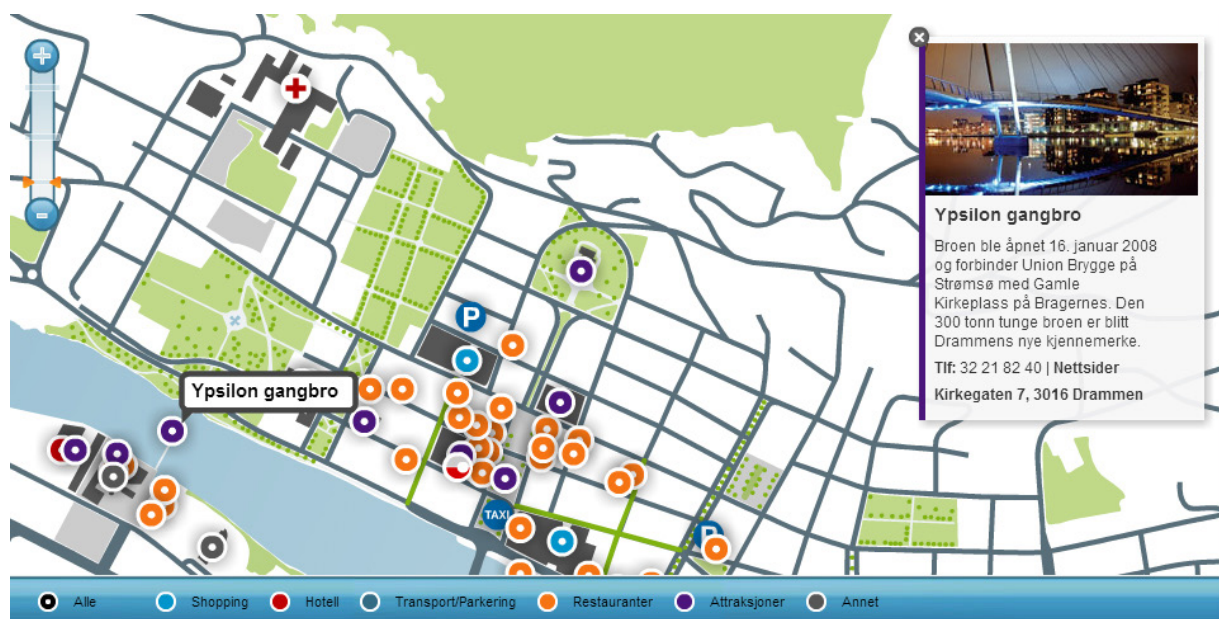 Ypsilon gangbro
Broen ble åpnet 16. januar 2008
og forbinder Union Brygge på
Strømsø med Gamle
Kirkeplass på Bragernes. Den
300 tonn tunge broen er blitt
Drammens nye kjennemerke.
Tlf: 32 21 82 40 | Nettsider
Kirkegaten 7, 3016 Drammen
P
Ypsilon gangbro
TAXI
P
Alle
Shopping
Hotell
Transport/Parkering
Restauranter
Attraksjoner
Annet